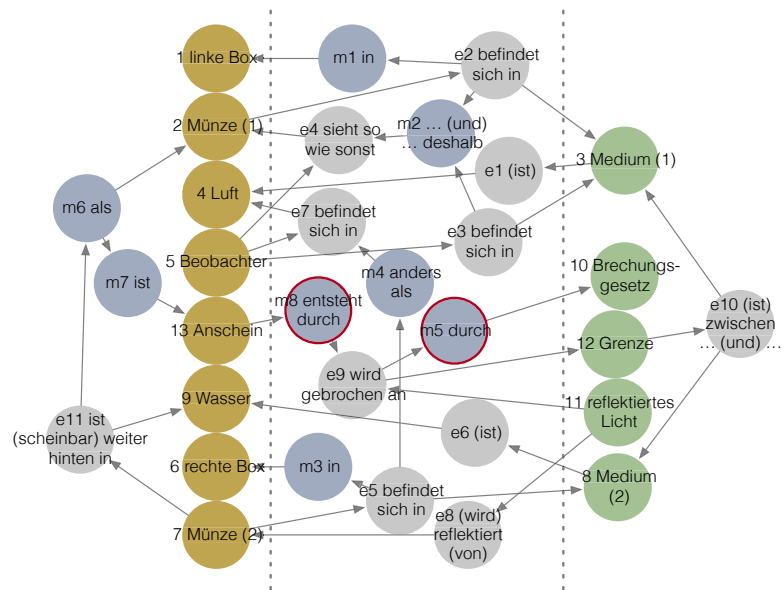 1 linke Box
m1 in
e2 befindet
sich in
2 Münze (1)
e4 sieht so
wie sonst
m2 … (und)
… deshalb
e1 (ist)
3 Medium (1)
4 Luft
m6 als
e7 befindet
sich in
e3 befindet
sich in
5 Beobachter
m7 ist
m4 anders
als
10 Brechungs-
gesetz
m8 entsteht
durch
13 Anschein
m5 durch
e10 (ist)
zwischen
… (und) …
12 Grenze
e9 wird
gebrochen an
9 Wasser
11 reflektiertes
Licht
e11 ist
(scheinbar) weiter
hinten in
e6 (ist)
6 rechte Box
m3 in
e5 befindet
sich in
8 Medium
(2)
7 Münze (2)
e8 (wird)
reflektiert
(von)